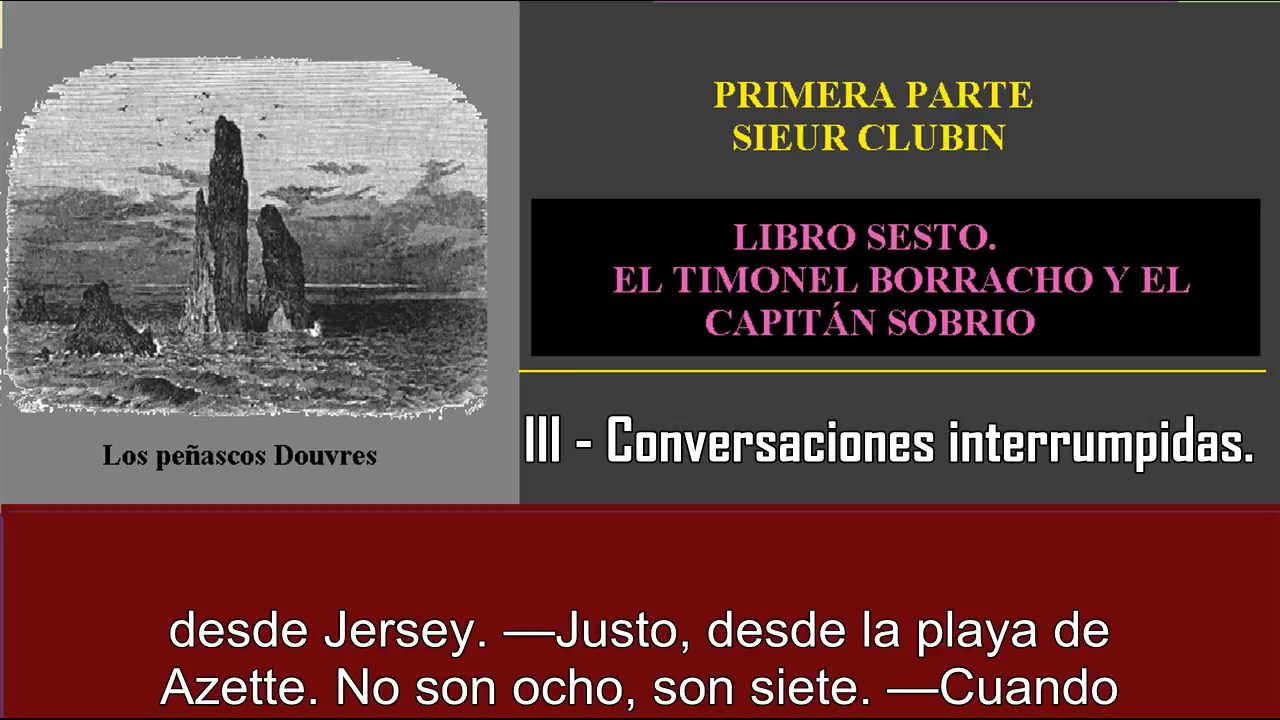 PRIMERA PARTE
SIEUR CLUBIN
LIBRO SESTO.
EL TIMONEL BORRACHO Y EL
CAPITÁN SOBRIO
Los peñascos Douvres
III - Conversaciones interrumpidas.
desde Jersey. —Justo, desde la playa de
Azette. No son ocho, son siete. —Cuando